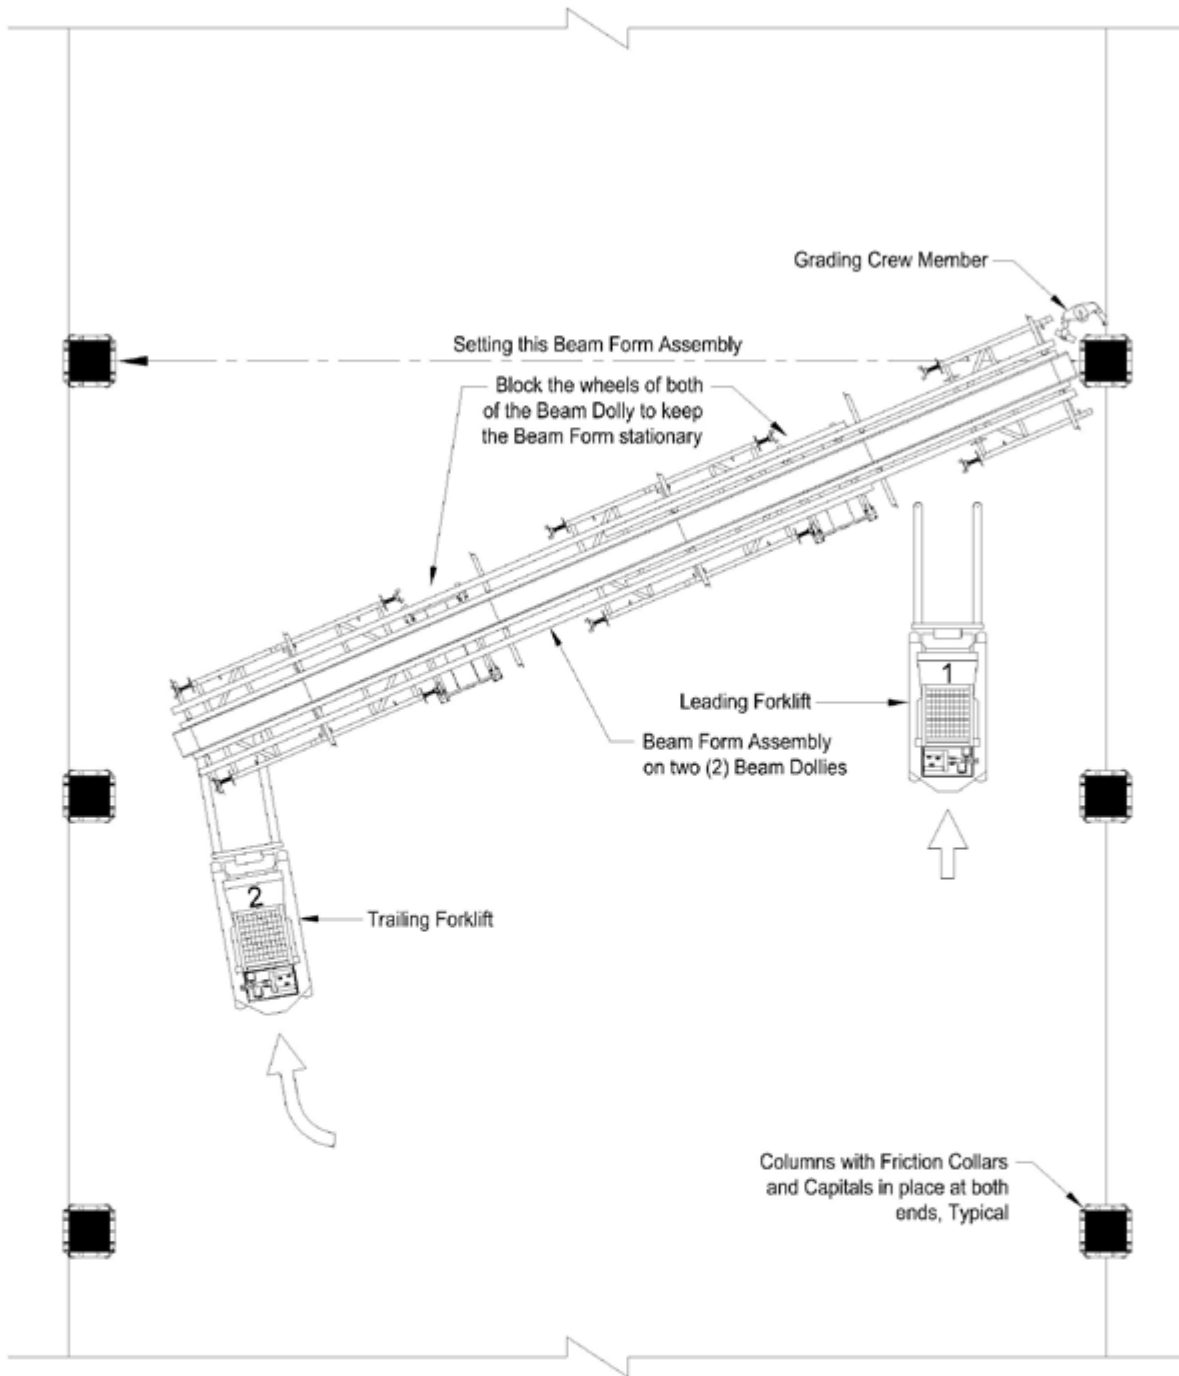 Grading Crew Member
Setting this Beam Form Assembly
Block the wheels of both
of the Beam Dolly to keep
the Beam Form stationary
1
Leading Forklift
Beam Form Assembly
on two (2) Beam Dollies
2
Trailing Forklift
Columns with Friction Collars
and Capitals in place at both
ends, Typical